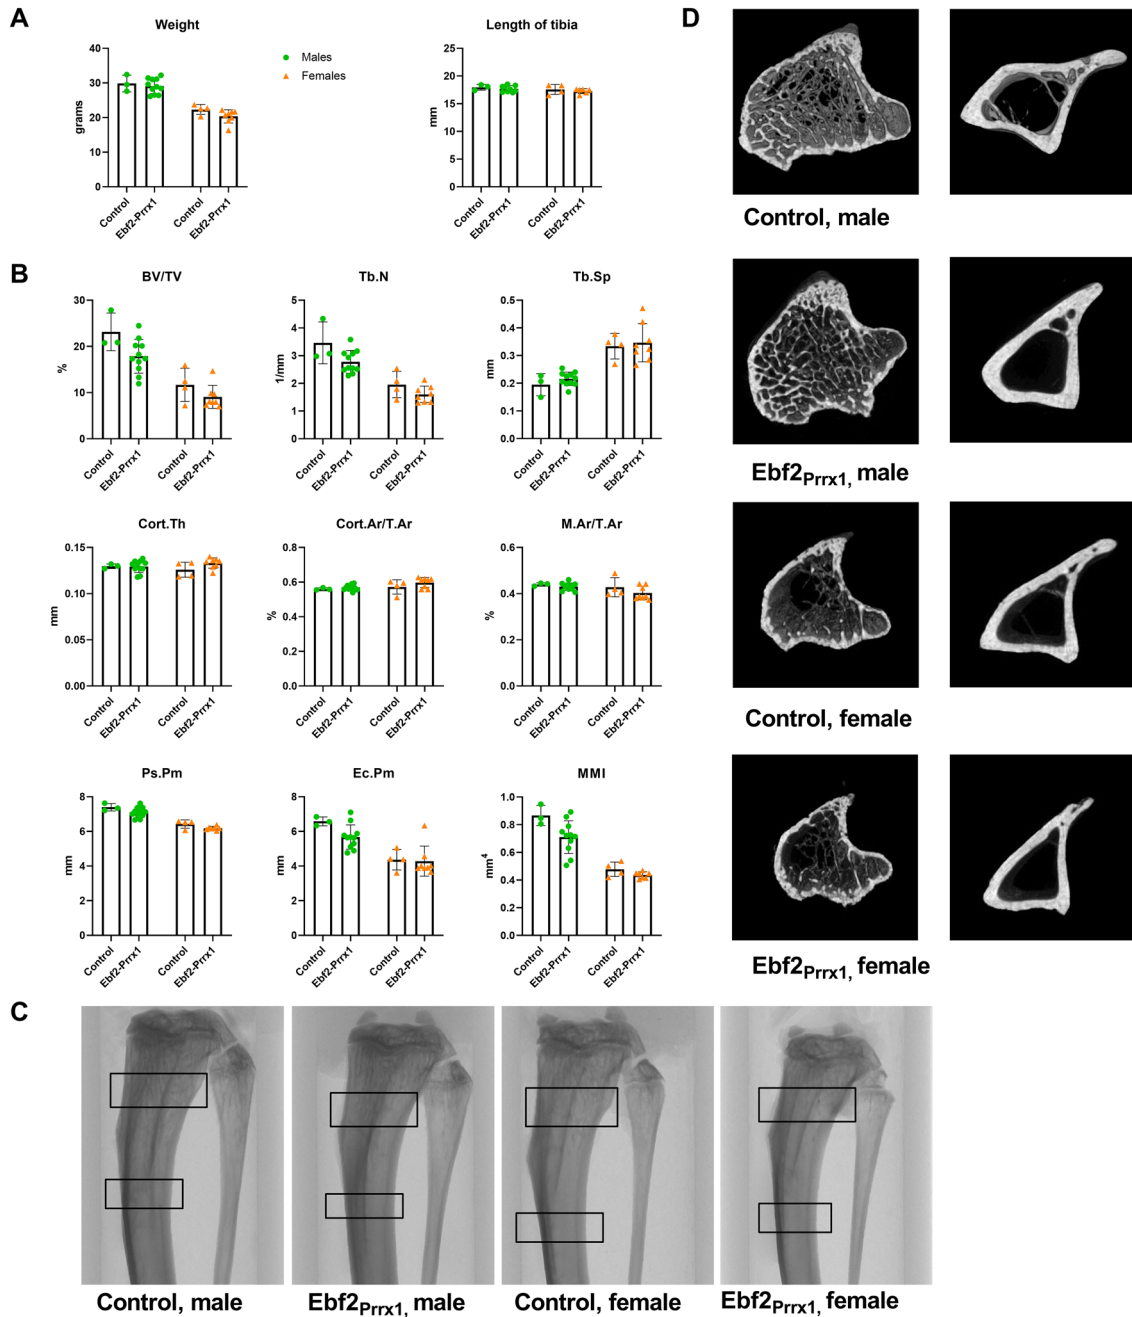 A
Weight
grams
40
30
20
10
0
Control
Ebf2-Prrx1
Control
Ebf2-Prrx1
Males
Females
Length of tibia
mm
25
20
15
10
5
0
Control
Ebf2-Prrx1
Control
Ebf2-Prrx1
B
BV/TV
%
30
20
10
0
Control
Ebf2-Prrx1
Control
Ebf2-Prrx1
Tb.N
1/mm
5
4
3
2
1
0
Control
Ebf2-Prrx1
Control
Ebf2-Prrx1
Tb.Sp
mm
0.5
0.4
0.3
0.2
0.1
0.0
Control
Ebf2-Prrx1
Control
Ebf2-Prrx1
Cort.Th
mm
0.15
0.10
0.05
0.00
Control
Ebf2-Prrx1
Control
Ebf2-Prrx1
Cort.Ar/T.Ar
%
0.8
0.6
0.4
0.2
0.0
Control
Ebf2-Prrx1
Control
Ebf2-Prrx1
M.Ar/T.Ar
%
0.6
0.4
0.2
0.0
Control
Ebf2-Prrx1
Control
Ebf2-Prrx1
Ps.Pm
mm
8
6
4
2
0
Control
Ebf2-Prrx1
Control
Ebf2-Prrx1
Ec.Pm
mm
8
6
4
2
0
Control
Ebf2-Prrx1
Control
Ebf2-Prrx1
MMI
mm⁴
1.0
0.8
0.6
0.4
0.2
0.0
Control
Ebf2-Prrx1
Control
Ebf2-Prrx1
C
Control, male
Ebf2Prrx1, male
Control, female
Ebf2Prrx1, female
D
Control, male
Ebf2Prrx1, male
Control, female
Ebf2Prrx1, female